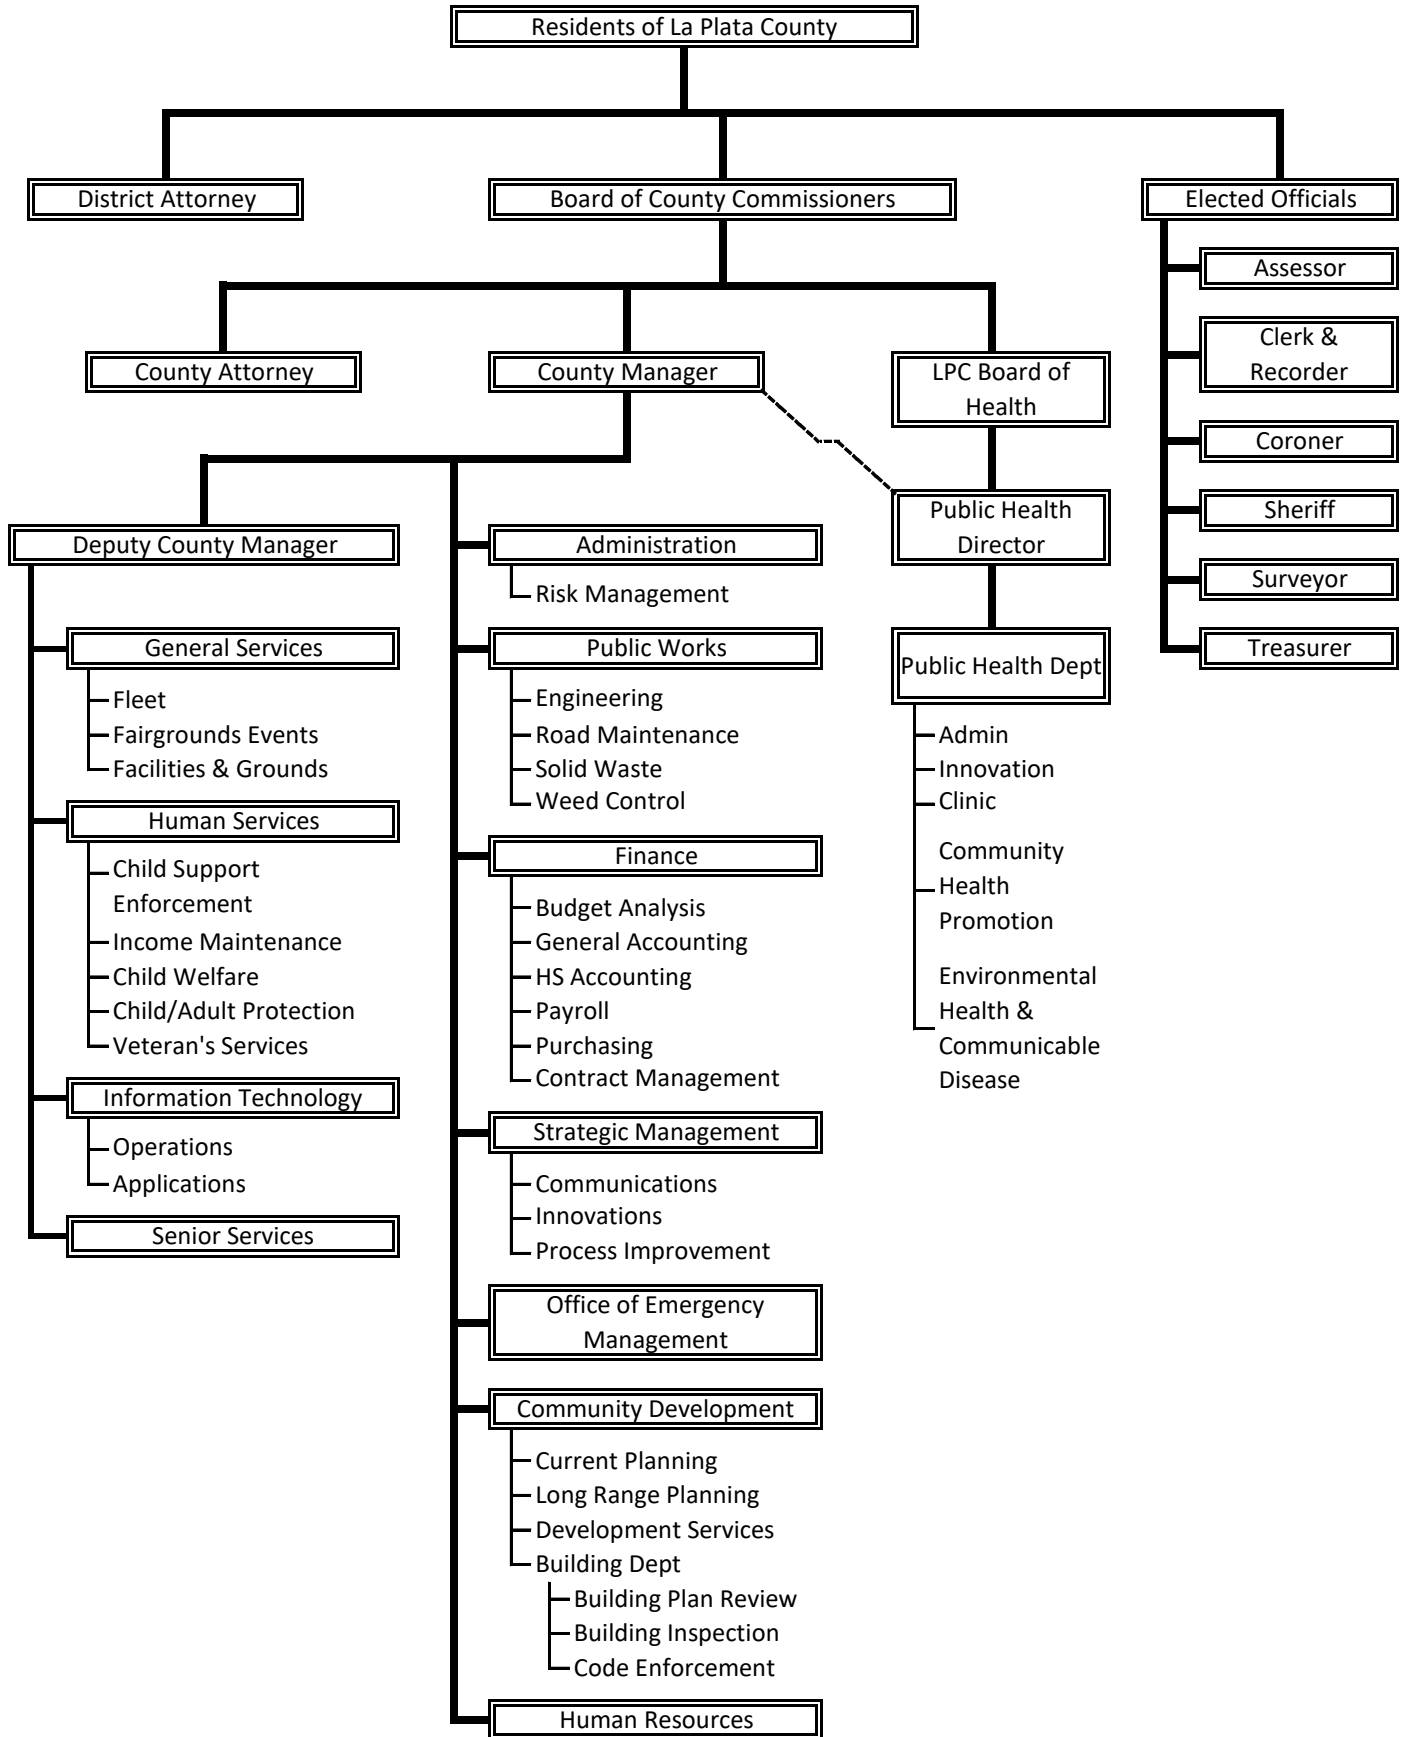 Residents of La Plata County
District Attorney
Board of County Commissioners
Elected Officials
Assessor
Clerk &
Recorder
Coroner
Sheriff
Surveyor
Treasurer
County Attorney
County Manager
LPC Board of
Health
Public Health
Director
Public Health Dept
Admin
Innovation
Clinic
Community
Health
Promotion
Environmental
Health &
Communicable
Disease
Deputy County Manager
General Services
Fleet
Fairgrounds Events
Facilities & Grounds
Human Services
Child Support
Enforcement
Income Maintenance
Child Welfare
Child/Adult Protection
Veteran's Services
Information Technology
Operations
Applications
Senior Services
Administration
Risk Management
Public Works
Engineering
Road Maintenance
Solid Waste
Weed Control
Finance
Budget Analysis
General Accounting
HS Accounting
Payroll
Purchasing
Contract Management
Strategic Management
Communications
Innovations
Process Improvement
Office of Emergency
Management
Community Development
Current Planning
Long Range Planning
Development Services
Building Dept
Building Plan Review
Building Inspection
Code Enforcement
Human Resources